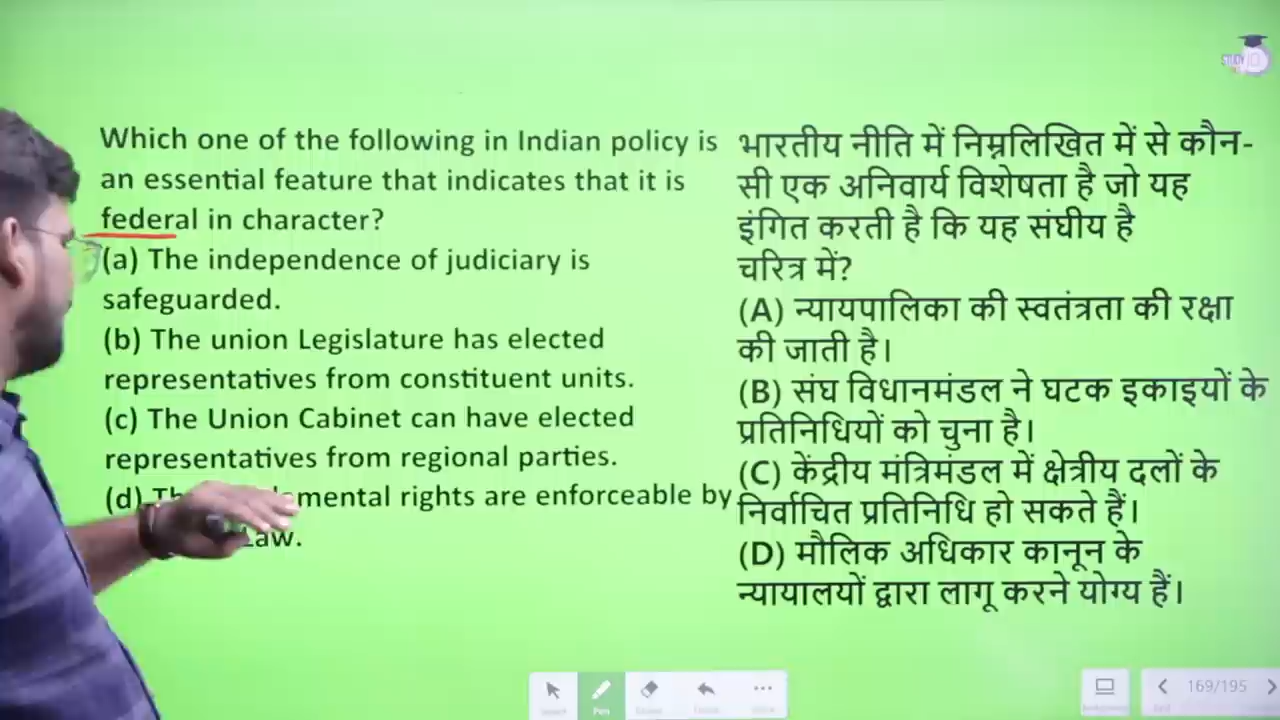 STUDY IQ
Which one of the following in Indian policy is
an essential feature that indicates that it is
federal in character?
(a) The independence of judiciary is
safeguarded.
(b) The union Legislature has elected
representatives from constituent units.
(c) The Union Cabinet can have elected
representatives from regional parties.
(d) mental rights are enforceable by
Law.
भारतीय नीति में निम्नलिखित में से कौन-
सी एक अनिवार्य विशेषता है जो यह
इंगित करती है कि यह संघीय है
चरित्र में?
(A) न्यायपालिका की स्वतंत्रता की रक्षा
की जाती है।
(B) संघ विधानमंडल ने घटक इकाइयों के
प्रतिनिधियों को चुना है।
(C) केंद्रीय मंत्रिमंडल में क्षेत्रीय दलों के
निर्वाचित प्रतिनिधि हो सकते हैं।
(D) मौलिक अधिकार कानून के
न्यायालयों द्वारा लागू करने योग्य हैं।
Pen
169/195